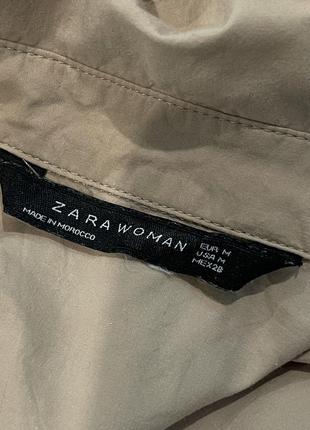 ZARA WOMAN
MADE IN MOROCCO
EUR M
USA M
MEX 28